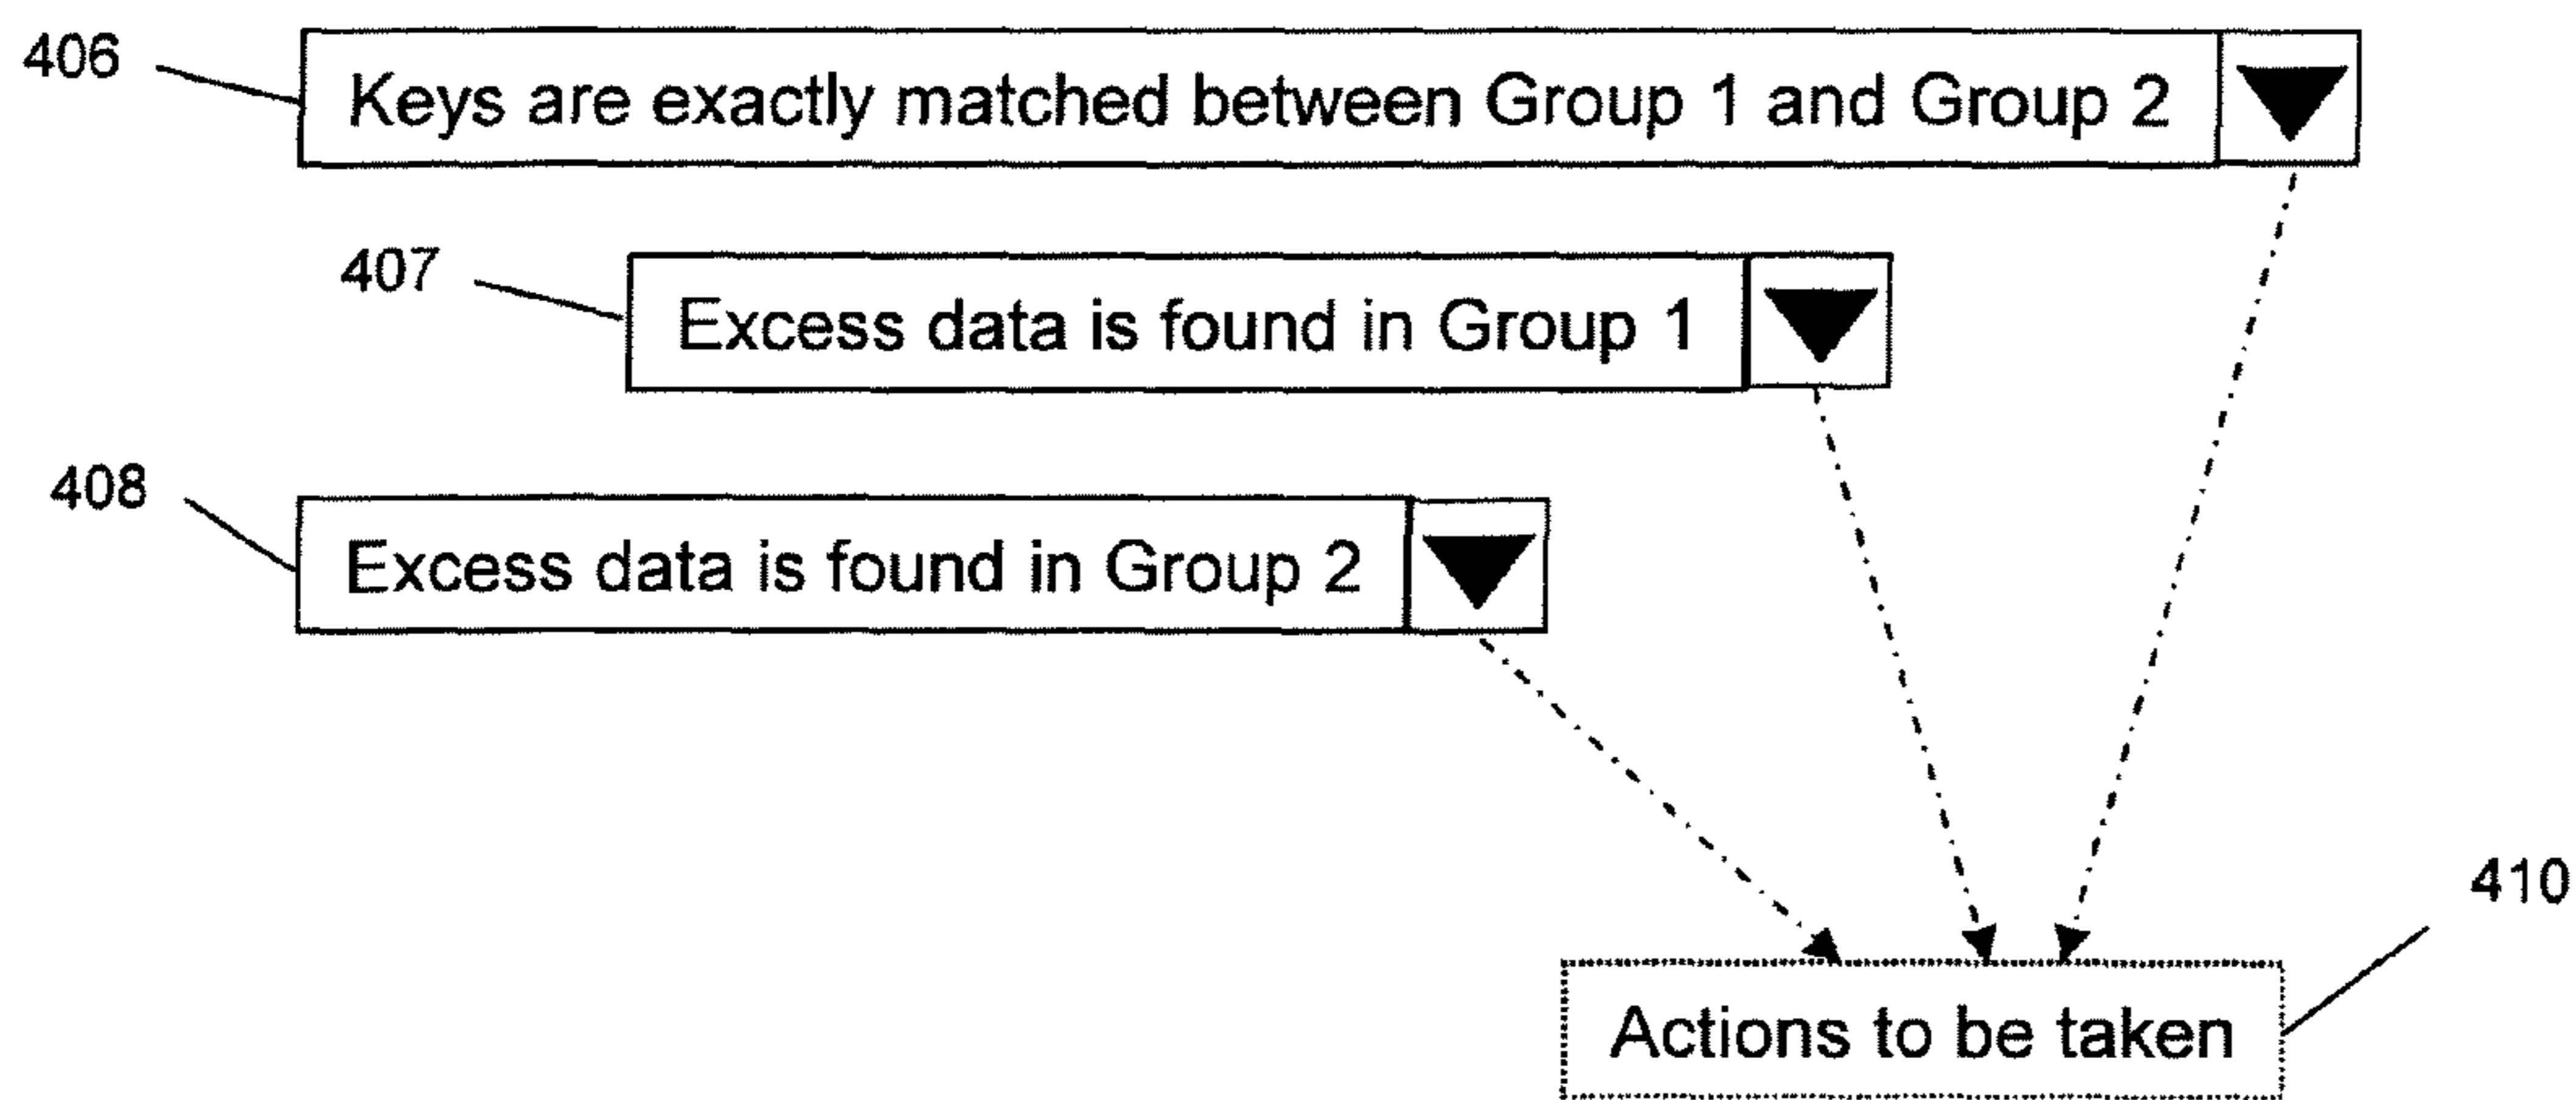 406
Keys are exactly matched between Group 1 and Group 2
407
Excess data is found in Group 1
408
Excess data is found in Group 2
410
Actions to be taken